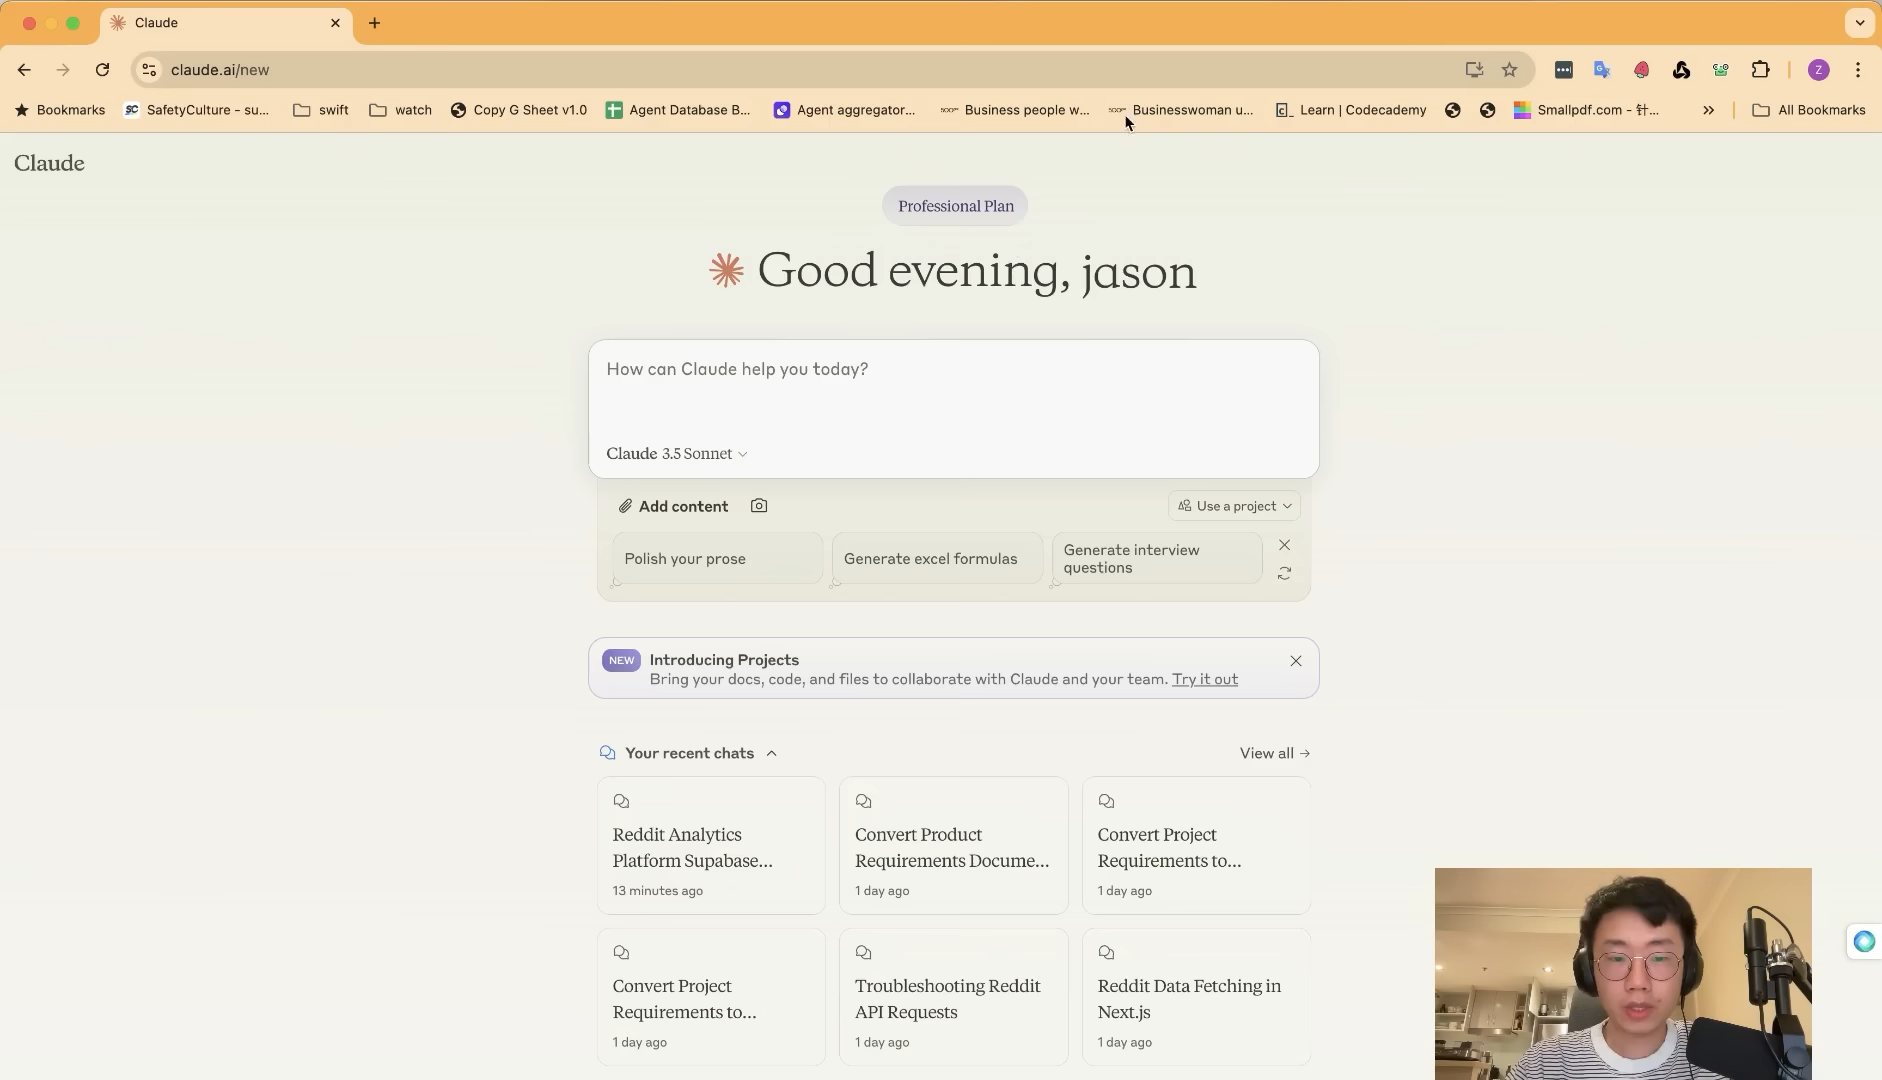 Claude
claude.ai/new
Bookmarks
SafetyCulture - su...
swift
watch
Copy G Sheet v1.0
Agent Database B...
Agent aggregator...
Business people w...
Businesswoman u...
Learn | Codecademy
Smallpdf.com - 针...
All Bookmarks
Z
Claude
Professional Plan
Good evening, jason
How can Claude help you today?
Claude 3.5 Sonnet
Add content
Use a project
Polish your prose
Generate excel formulas
Generate interview
questions
NEW
Introducing Projects
Bring your docs, code, and files to collaborate with Claude and your team. Try it out
Your recent chats
View all →
Reddit Analytics
Platform Supabase...
13 minutes ago
Convert Product
Requirements Docume...
1 day ago
Convert Project
Requirements to...
1 day ago
Convert Project
Requirements to...
1 day ago
Troubleshooting Reddit
API Requests
1 day ago
Reddit Data Fetching in
Next.js
1 day ago